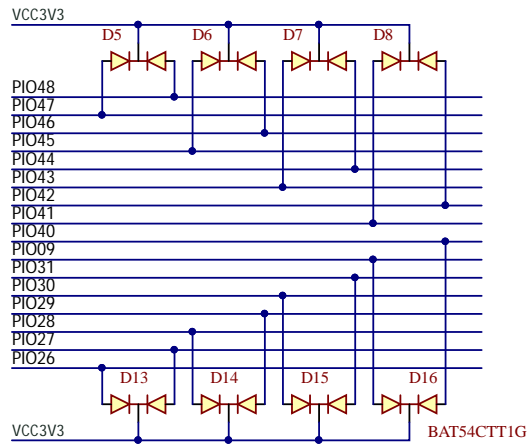 VCC3V3
D5 D6 D7 D8
PIO48
PIO47
PIO46
PIO45
PIO44
PIO43
PIO42
PIO41
PIO40
PIO09
PIO31
PIO30
PIO29
PIO28
PIO27
PIO26
D13 D14 D15 D16
VCC3V3
BAT54CTT1G